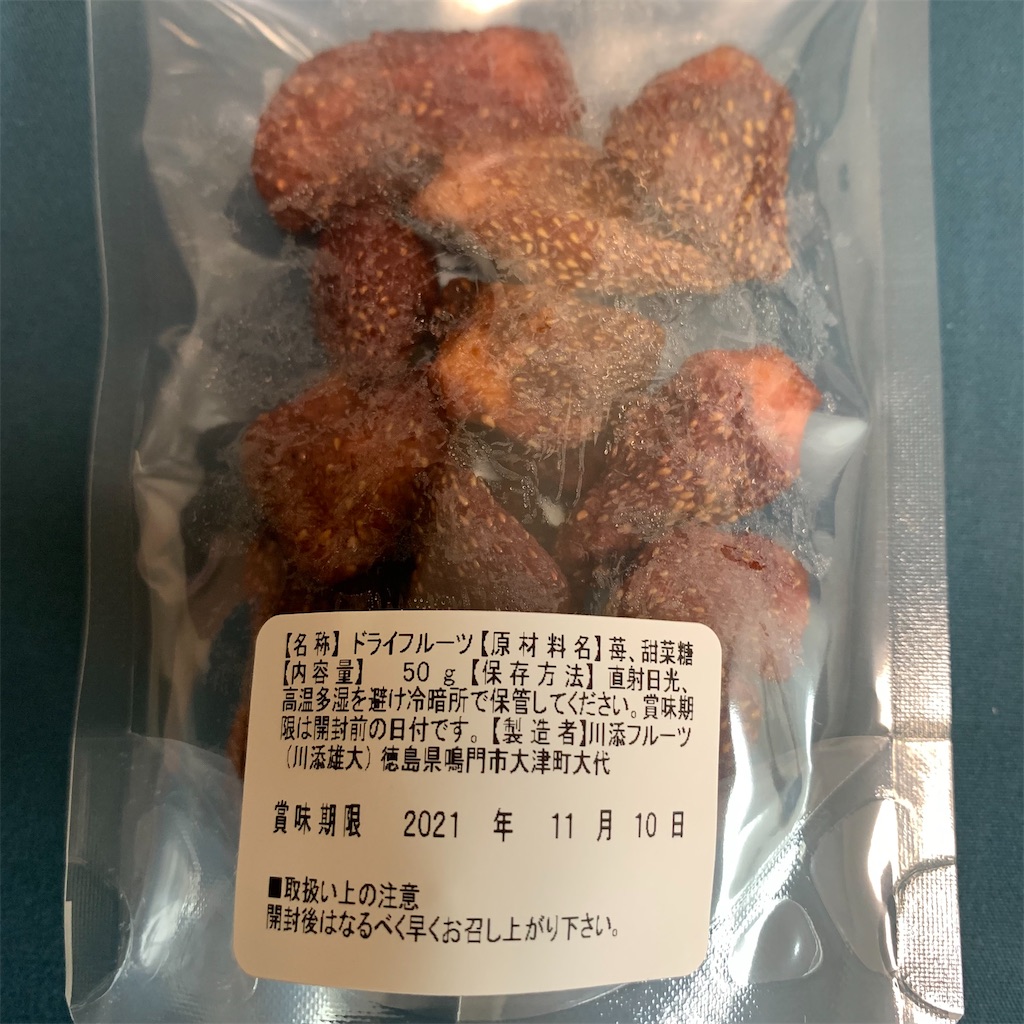 【名称】ドライフルーツ【原材料名】苺、甜菜糖
【内容量】 50g【保存方法】直射日光、
高温多湿を避け冷暗所で保管してください。賞味期
限は開封前の日付です。【製造者】川添フルーツ
(川添雄大)徳島県鳴門市大津町大代
賞味期限 2021 年 11 月 10 日
■取扱い上の注意
開封後はなるべく早くお召し上がり下さい。